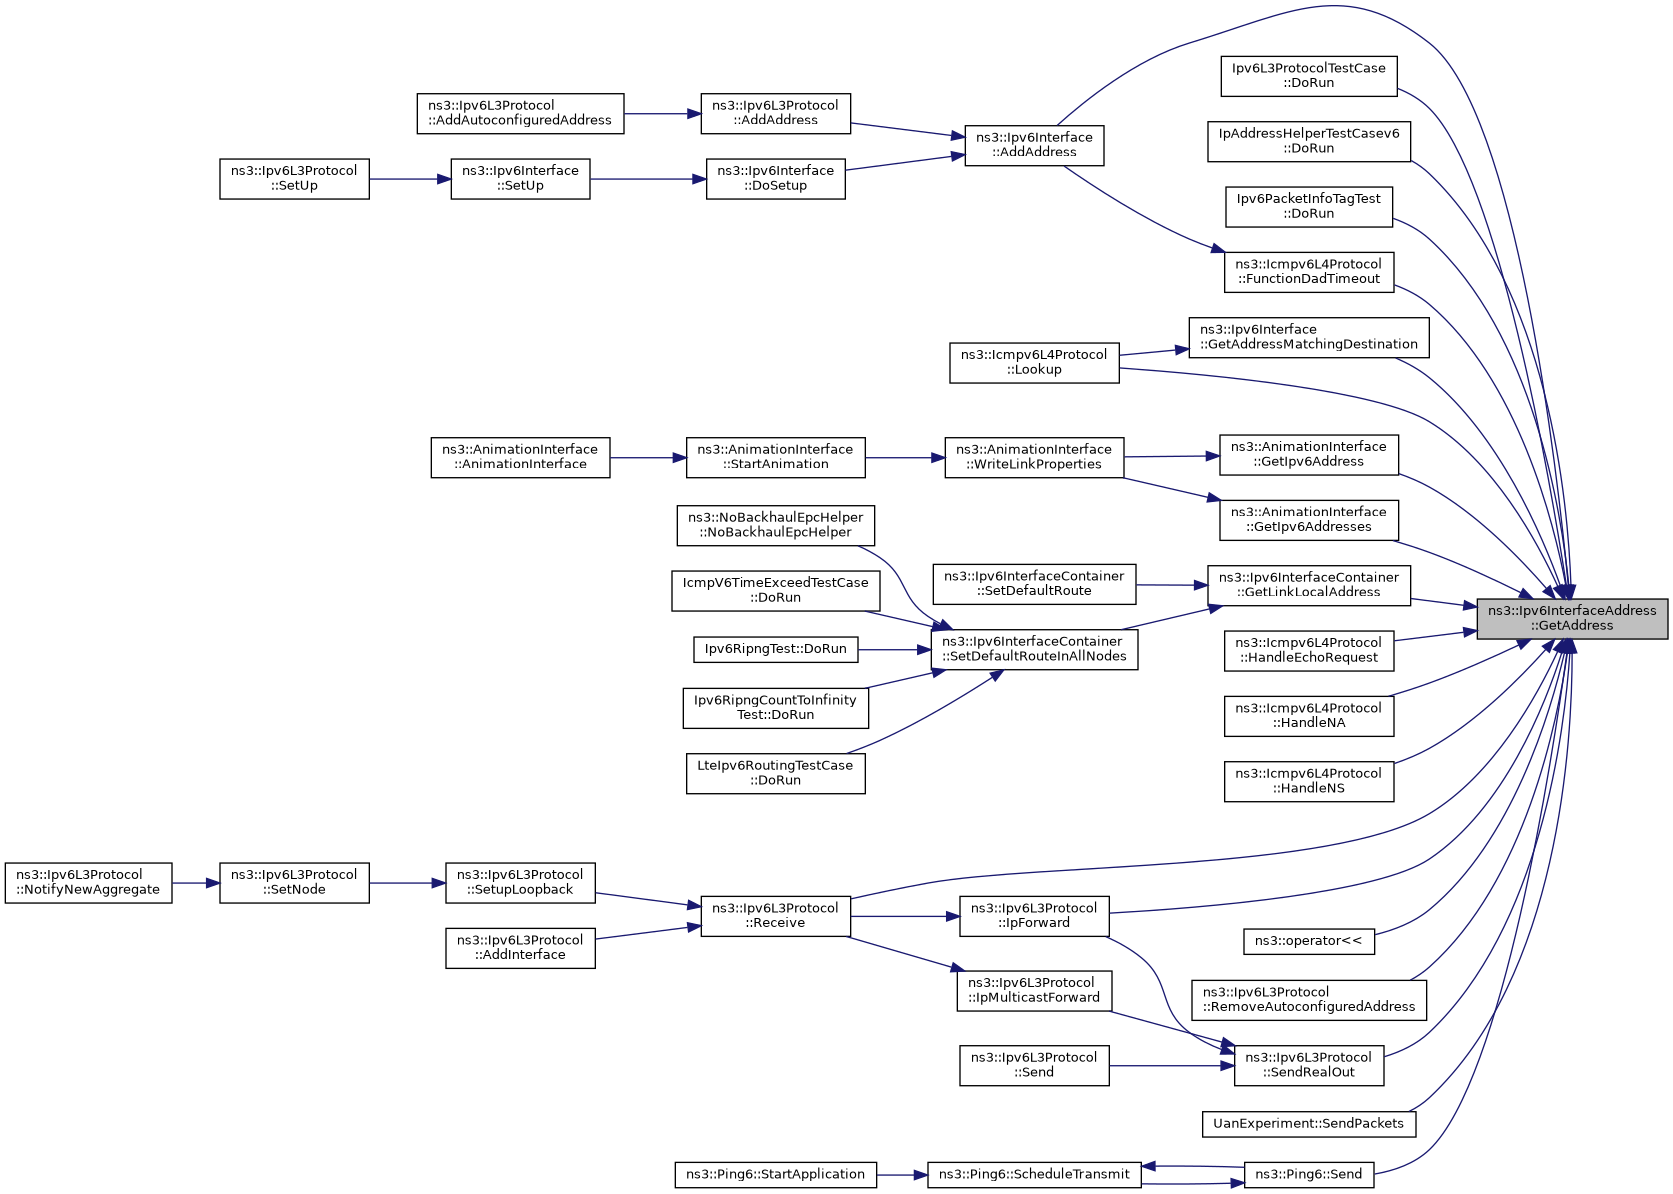 Ipv6L3ProtocolTestCase
::DoRun
ns3::Ipv6L3Protocol
::AddAutoconfiguredAddress
ns3::Ipv6L3Protocol
::AddAddress
IpAddressHelperTestCasev6
::DoRun
ns3::Ipv6Interface
::AddAddress
ns3::Ipv6L3Protocol
::SetUp
ns3::Ipv6Interface
::SetUp
ns3::Ipv6Interface
::DoSetup
Ipv6PacketInfoTagTest
::DoRun
ns3::Icmpv6L4Protocol
::FunctionDadTimeout
ns3::Ipv6Interface
::GetAddressMatchingDestination
ns3::Icmpv6L4Protocol
::Lookup
ns3::AnimationInterface
::AnimationInterface
ns3::AnimationInterface
::StartAnimation
ns3::AnimationInterface
::WriteLinkProperties
ns3::AnimationInterface
::GetIpv6Address
ns3::NoBackhaulEpcHelper
::NoBackhaulEpcHelper
ns3::AnimationInterface
::GetIpv6Addresses
IcmpV6TimeExceedTestCase
::DoRun
ns3::Ipv6InterfaceContainer
::SetDefaultRoute
ns3::Ipv6InterfaceContainer
::GetLinkLocalAddress
ns3::Ipv6InterfaceAddress
::GetAddress
Ipv6RipngTest::DoRun
ns3::Ipv6InterfaceContainer
::SetDefaultRouteInAllNodes
ns3::Icmpv6L4Protocol
::HandleEchoRequest
Ipv6RipngCountToInfinity
Test::DoRun
ns3::Icmpv6L4Protocol
::HandleNA
LteIpv6RoutingTestCase
::DoRun
ns3::Icmpv6L4Protocol
::HandleNS
ns3::Ipv6L3Protocol
::NotifyNewAggregate
ns3::Ipv6L3Protocol
::SetNode
ns3::Ipv6L3Protocol
::SetupLoopback
ns3::Ipv6L3Protocol
::Receive
ns3::Ipv6L3Protocol
::IpForward
ns3::Ipv6L3Protocol
::AddInterface
ns3::operator<<
ns3::Ipv6L3Protocol
::IpMulticastForward
ns3::Ipv6L3Protocol
::RemoveAutoconfiguredAddress
ns3::Ipv6L3Protocol
::Send
ns3::Ipv6L3Protocol
::SendRealOut
UanExperiment::SendPackets
ns3::Ping6::StartApplication
ns3::Ping6::ScheduleTransmit
ns3::Ping6::Send